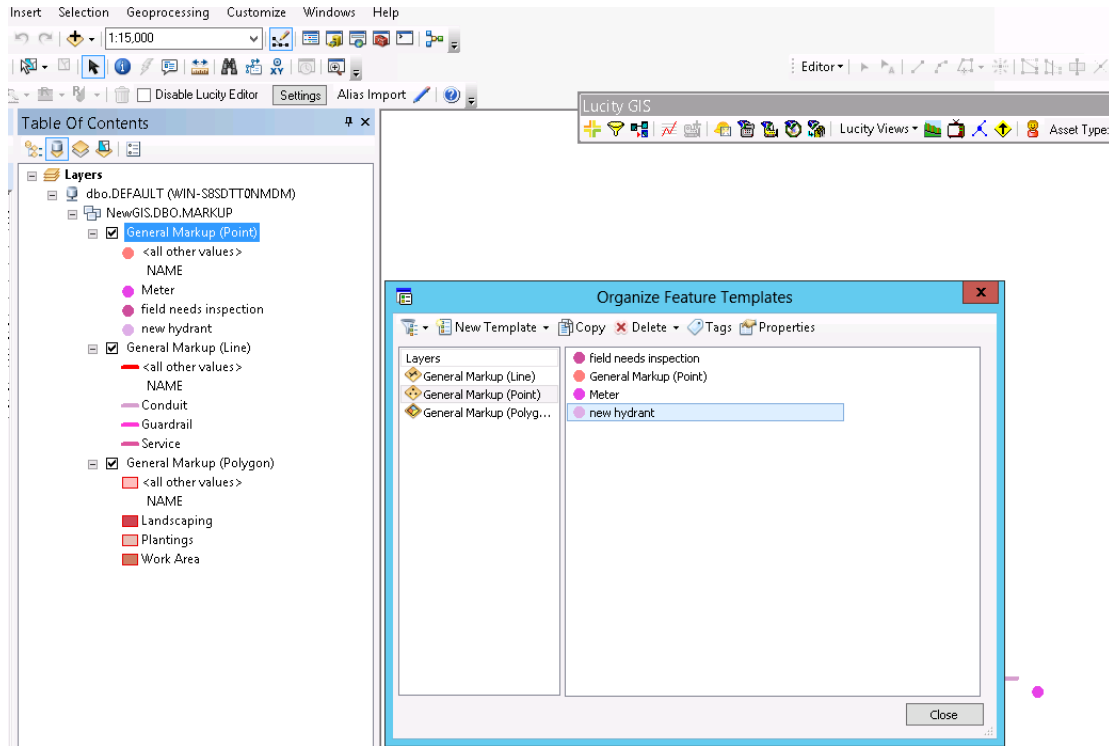 Insert Selection Geoprocessing Customize Windows Help
1:15,000
Editor
Disable Lucity Editor Settings Alias Import
Lucity GIS
Lucity Views Asset Type:
Table Of Contents
Layers
dbo.DEFAULT (WIN-S8SDTT0NMDM)
NewGIS.DBO.MARKUP
General Markup (Point)
<all other values>
NAME
Meter
field needs inspection
new hydrant
General Markup (Line)
<all other values>
NAME
Conduit
Guardrail
Service
General Markup (Polygon)
<all other values>
NAME
Landscaping
Plantings
Work Area
Organize Feature Templates
New Template Copy Delete Tags Properties
Layers
General Markup (Line)
General Markup (Point)
General Markup (Polyg...
field needs inspection
General Markup (Point)
Meter
new hydrant
Close